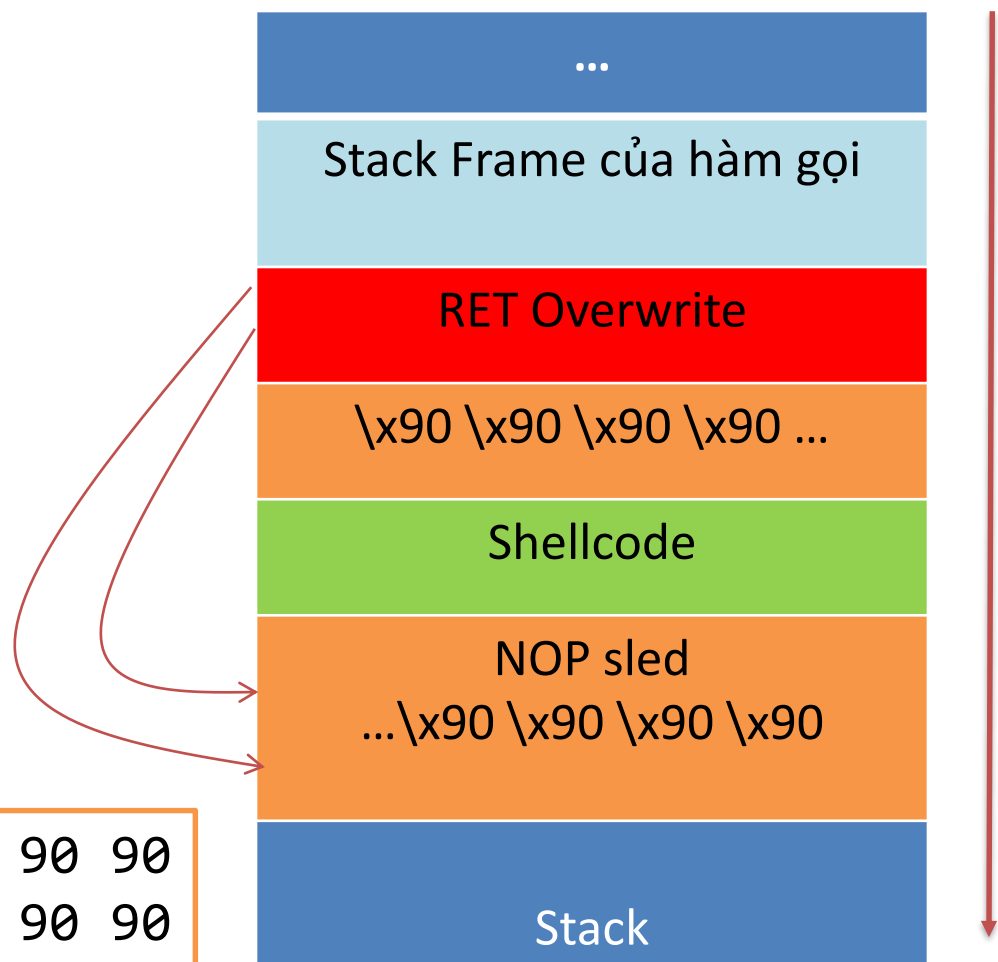 ...
Stack Frame của hàm gọi
RET Overwrite
\x90 \x90 \x90 \x90 ...
Shellcode
NOP sled
...\x90 \x90 \x90 \x90
90 90
90 90
Stack